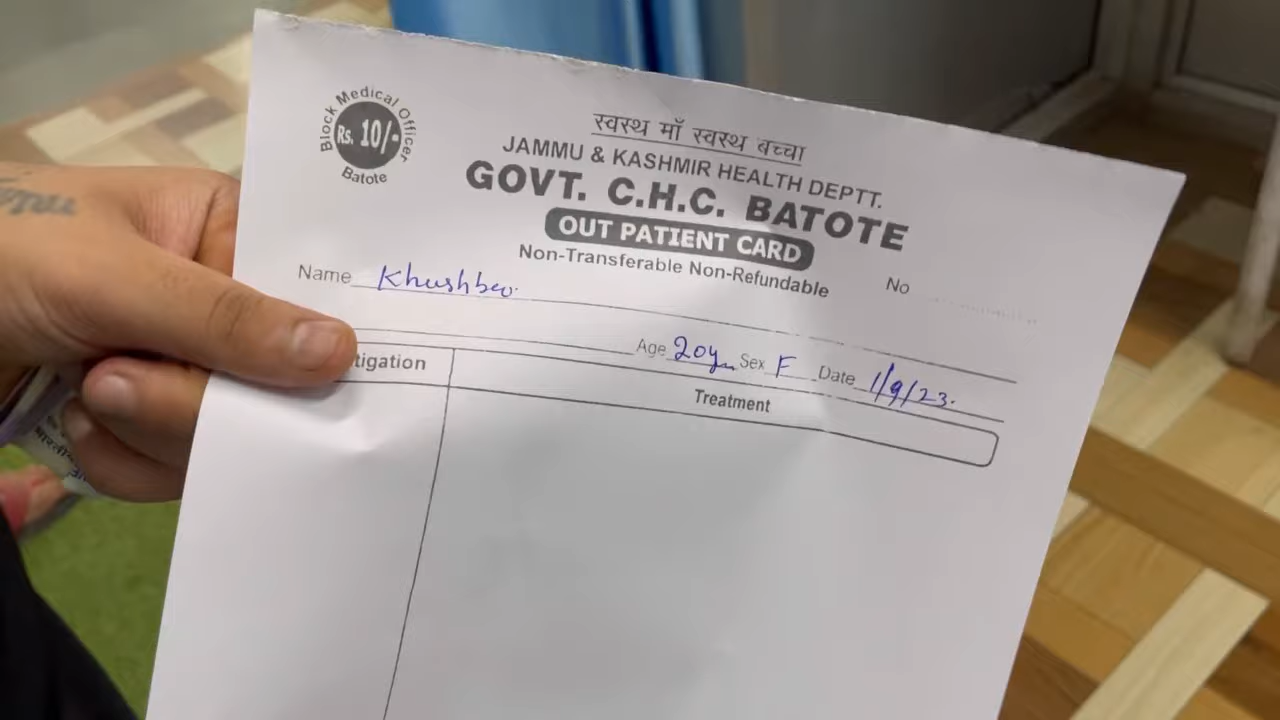 Block Medical Officer
Rs. 10/-
Batote
स्वस्थ माँ स्वस्थ बच्चा
JAMMU & KASHMIR HEALTH DEPTT.
GOVT. C.H.C. BATOTE
OUT PATIENT CARD
Non-Transferable Non-Refundable
No
Name Khushboo
Age 20y Sex F Date 1/9/23.
tigation
Treatment